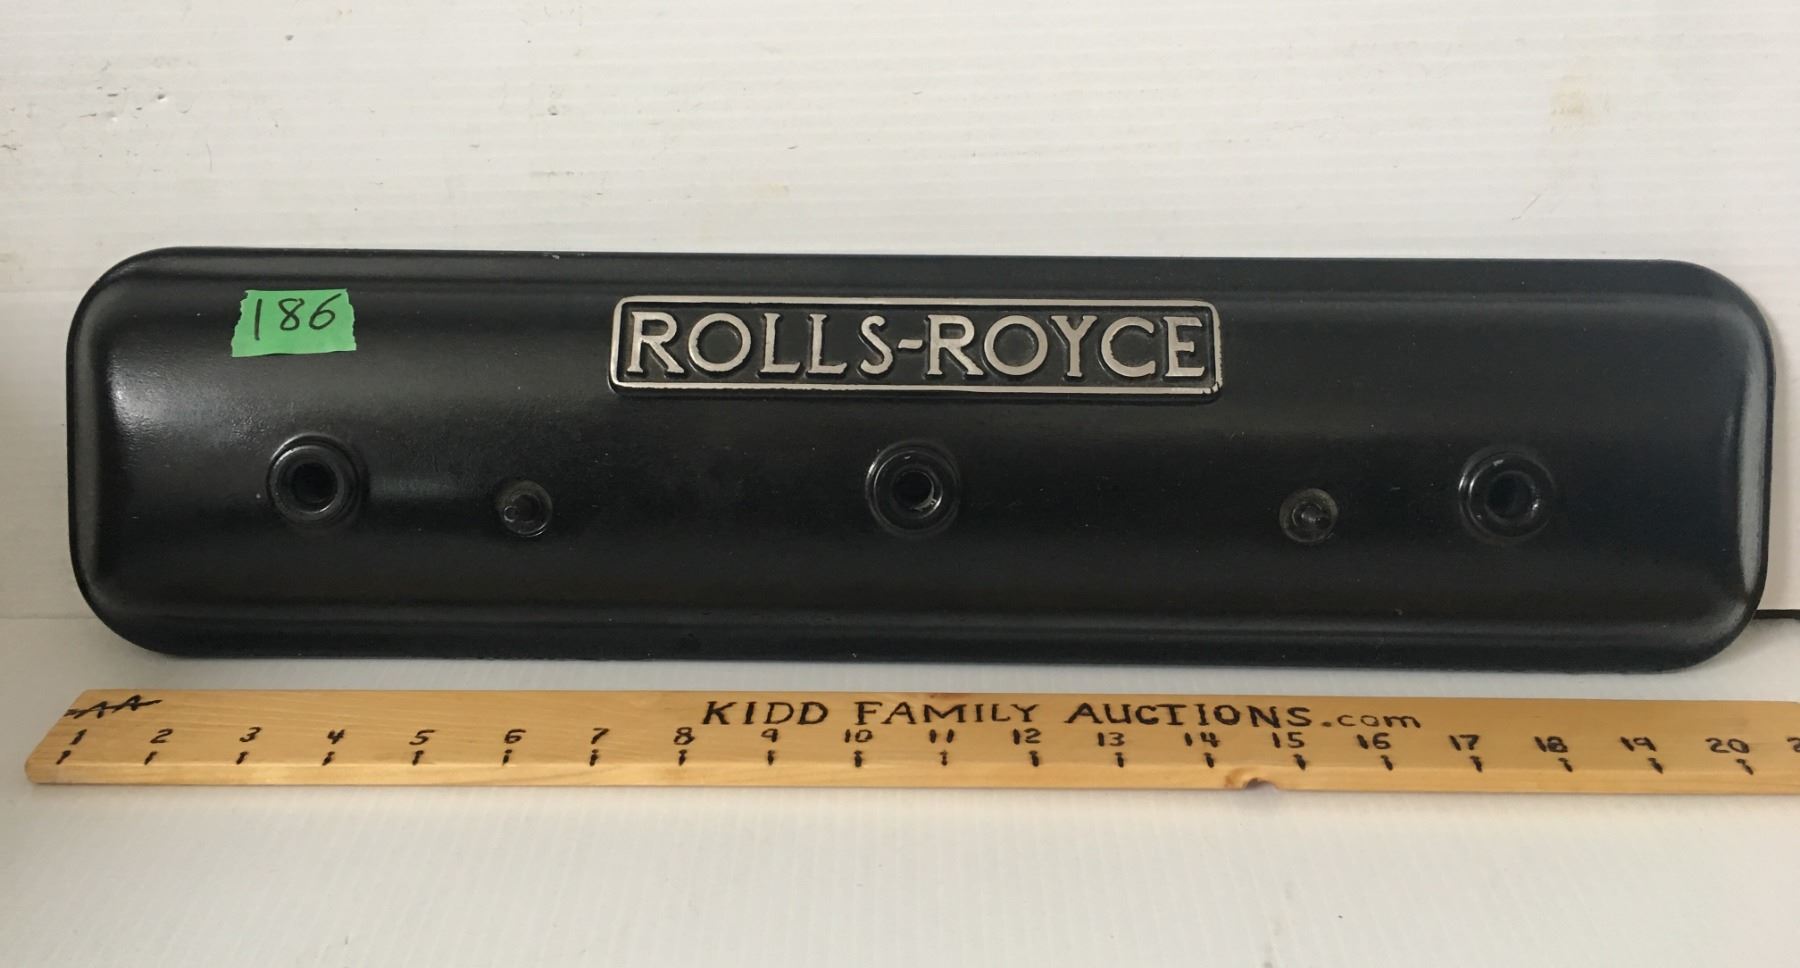 186
ROLLS-ROYCE
KIDD FAMILY AUCTIONS.com
1 2 3 4 5 6 7 8 9 10 11 12 13 14 15 16 17 18 19 20